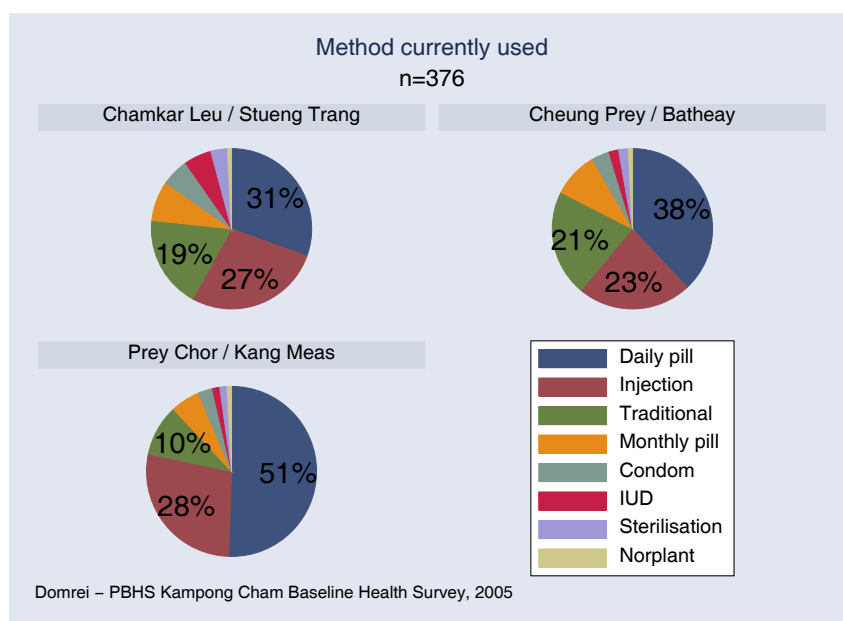 Method currently used
n=376
Chamkar Leu / Stueng Trang
Cheung Prey / Batheay
31%
27%
19%
38%
23%
21%
Prey Chor / Kang Meas
51%
28%
10%
Daily pill
Injection
Traditional
Monthly pill
Condom
IUD
Sterilisation
Norplant
Domrei – PBHS Kampong Cham Baseline Health Survey, 2005